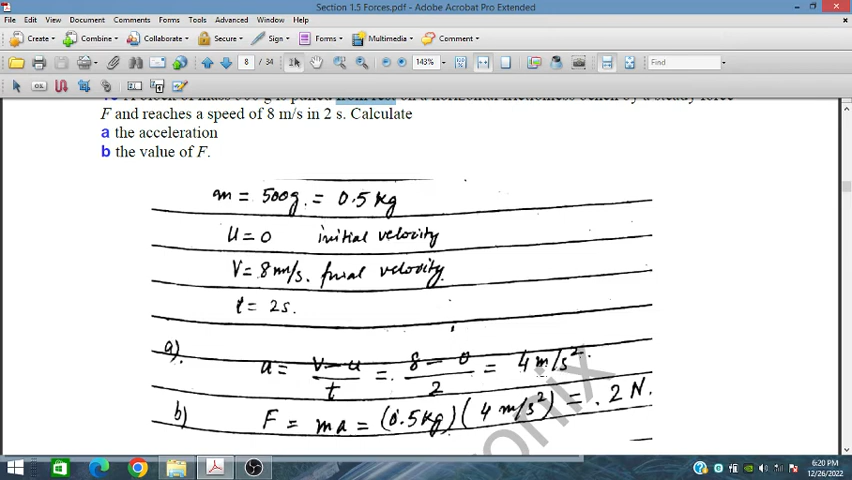 Section 1.5 Forces.pdf - Adobe Acrobat Pro Extended
File Edit View Document Comments Forms Tools Advanced Window Help
Create Combine Collaborate Secure Sign Forms Multimedia Comment
8 / 34 143% Find
F and reaches a speed of 8 m/s in 2 s. Calculate
a the acceleration
b the value of F.
m = 500g. = 0.5 kg
u = 0 initial velocity
V = 8 m/s. final velocity.
t = 2s.
a). a = v-u/t = 8-0/2 = 4 m/s².
b) F = ma = (0.5kg)(4 m/s²) = .2 N.
onix
6:20 PM
12/26/2022